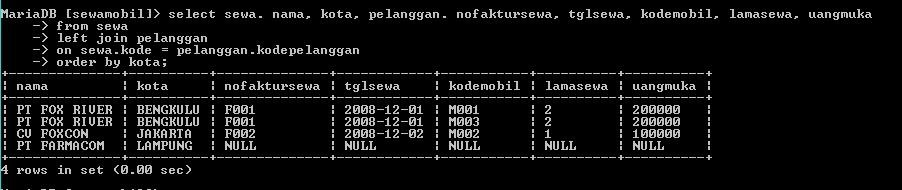 MariaDB [sewamobil]> select sewa. nama, kota, pelanggan. nofaktursewa, tglsewa, kodemobil, lamasewa, uangmuka
-> from sewa
-> left join pelanggan
-> on sewa.kode = pelanggan.kodepelanggan
-> order by kota;
| nama | kota | nofaktursewa | tglsewa | kodemobil | lamasewa | uangmuka |
| PT FOX RIVER | BENGKULU | F001 | 2008-12-01 | M001 | 2 | 200000 |
| PT FOX RIVER | BENGKULU | F001 | 2008-12-01 | M003 | 2 | 200000 |
| CV FOXCON | JAKARTA | F002 | 2008-12-02 | M002 | 1 | 100000 |
| PT FARMACOM | LAMPUNG | NULL | NULL | NULL | NULL | NULL |
4 rows in set (0.00 sec)